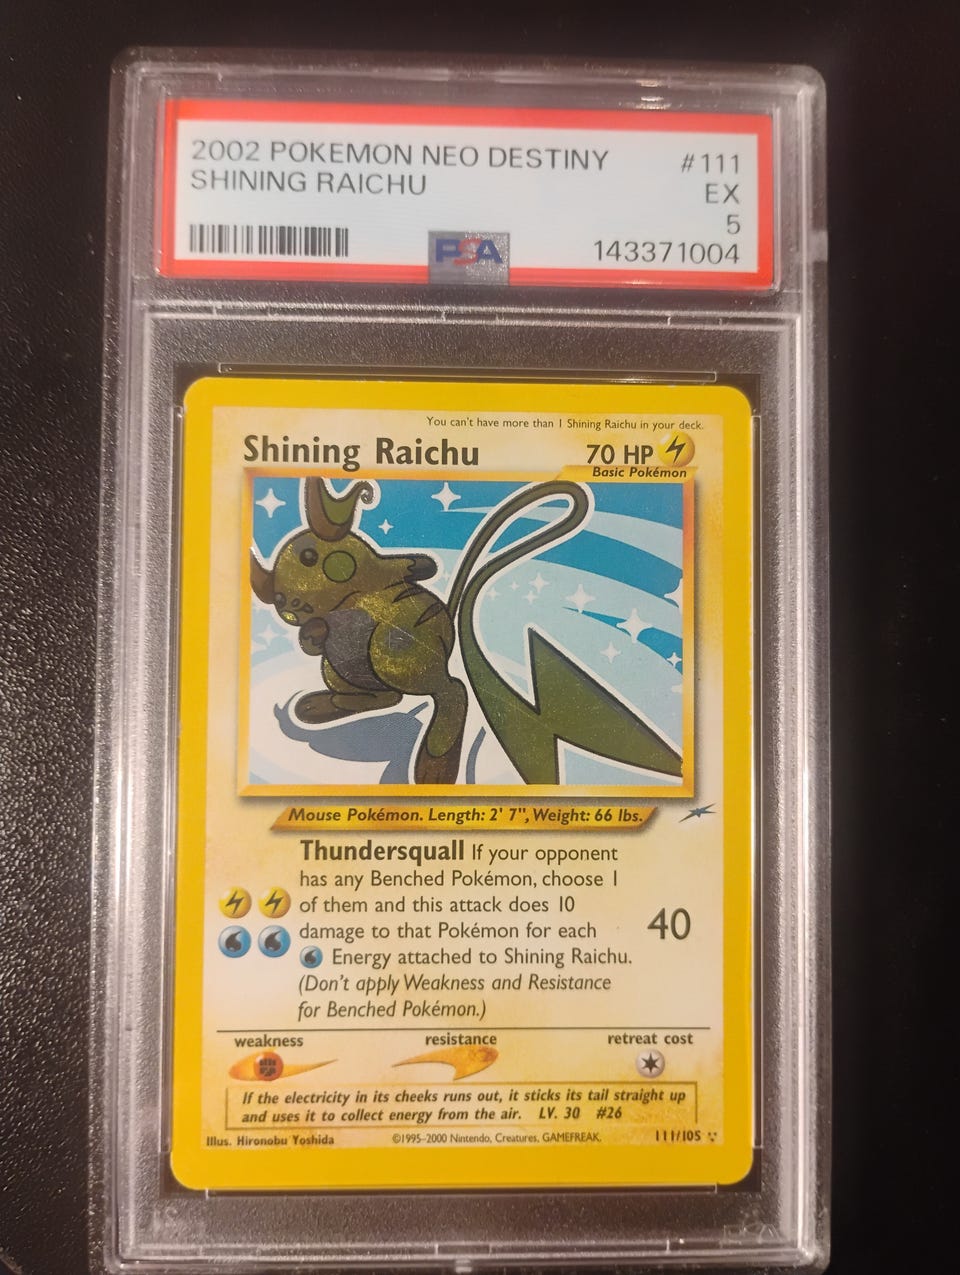 2002 POKEMON NEO DESTINY #111
SHINING RAICHU EX
5
PSA 143371004
You can't have more than 1 Shining Raichu in your deck.
Shining Raichu 70 HP
Basic Pokémon
Mouse Pokémon. Length: 2' 7", Weight: 66 lbs.
Thundersquall If your opponent
has any Benched Pokémon, choose 1
of them and this attack does 10
damage to that Pokémon for each
Energy attached to Shining Raichu.
(Don't apply Weakness and Resistance
for Benched Pokémon.)
40
weakness resistance retreat cost
If the electricity in its cheeks runs out, it sticks its tail straight up
and uses it to collect energy from the air. LV. 30 #26
Illus. Hironobu Yoshida ©1995-2000 Nintendo, Creatures, GAMEFREAK. 111/105